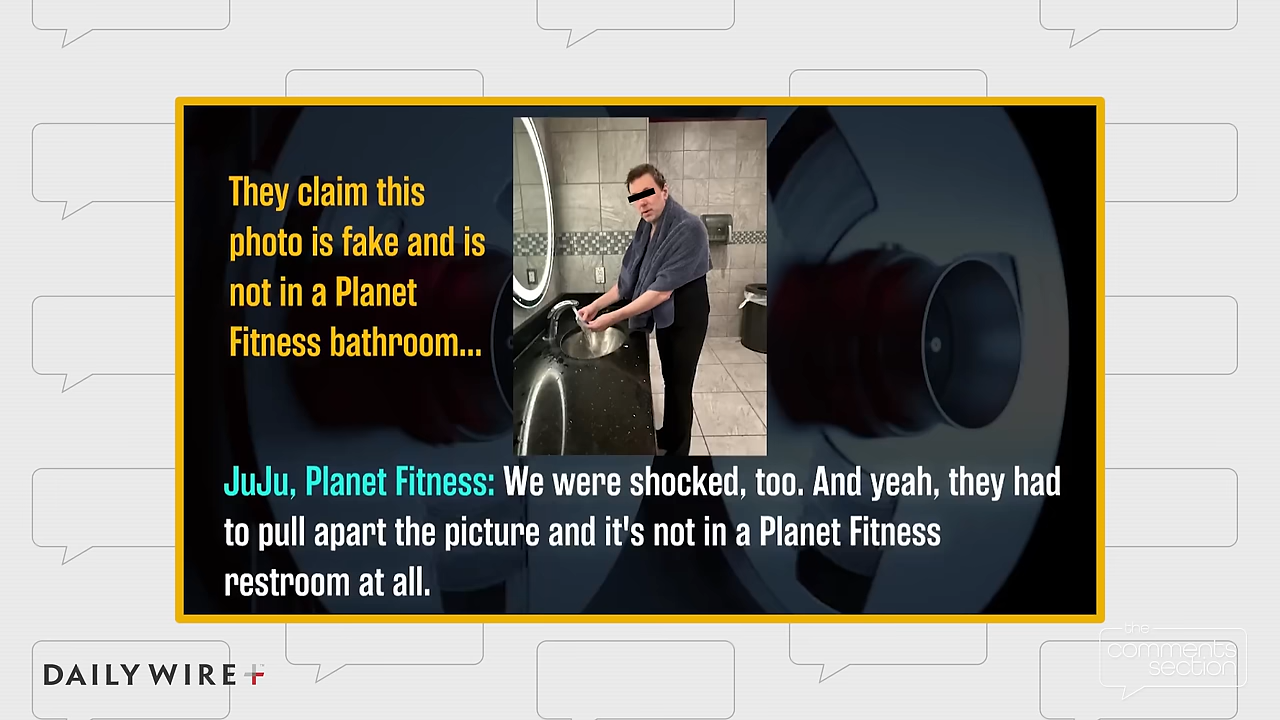 They claim this
photo is fake and is
not in a Planet
Fitness bathroom...
JuJu, Planet Fitness: We were shocked, too. And yeah, they had
to pull apart the picture and it's not in a Planet Fitness
restroom at all.
DAILY WIRE +
the
comments
section